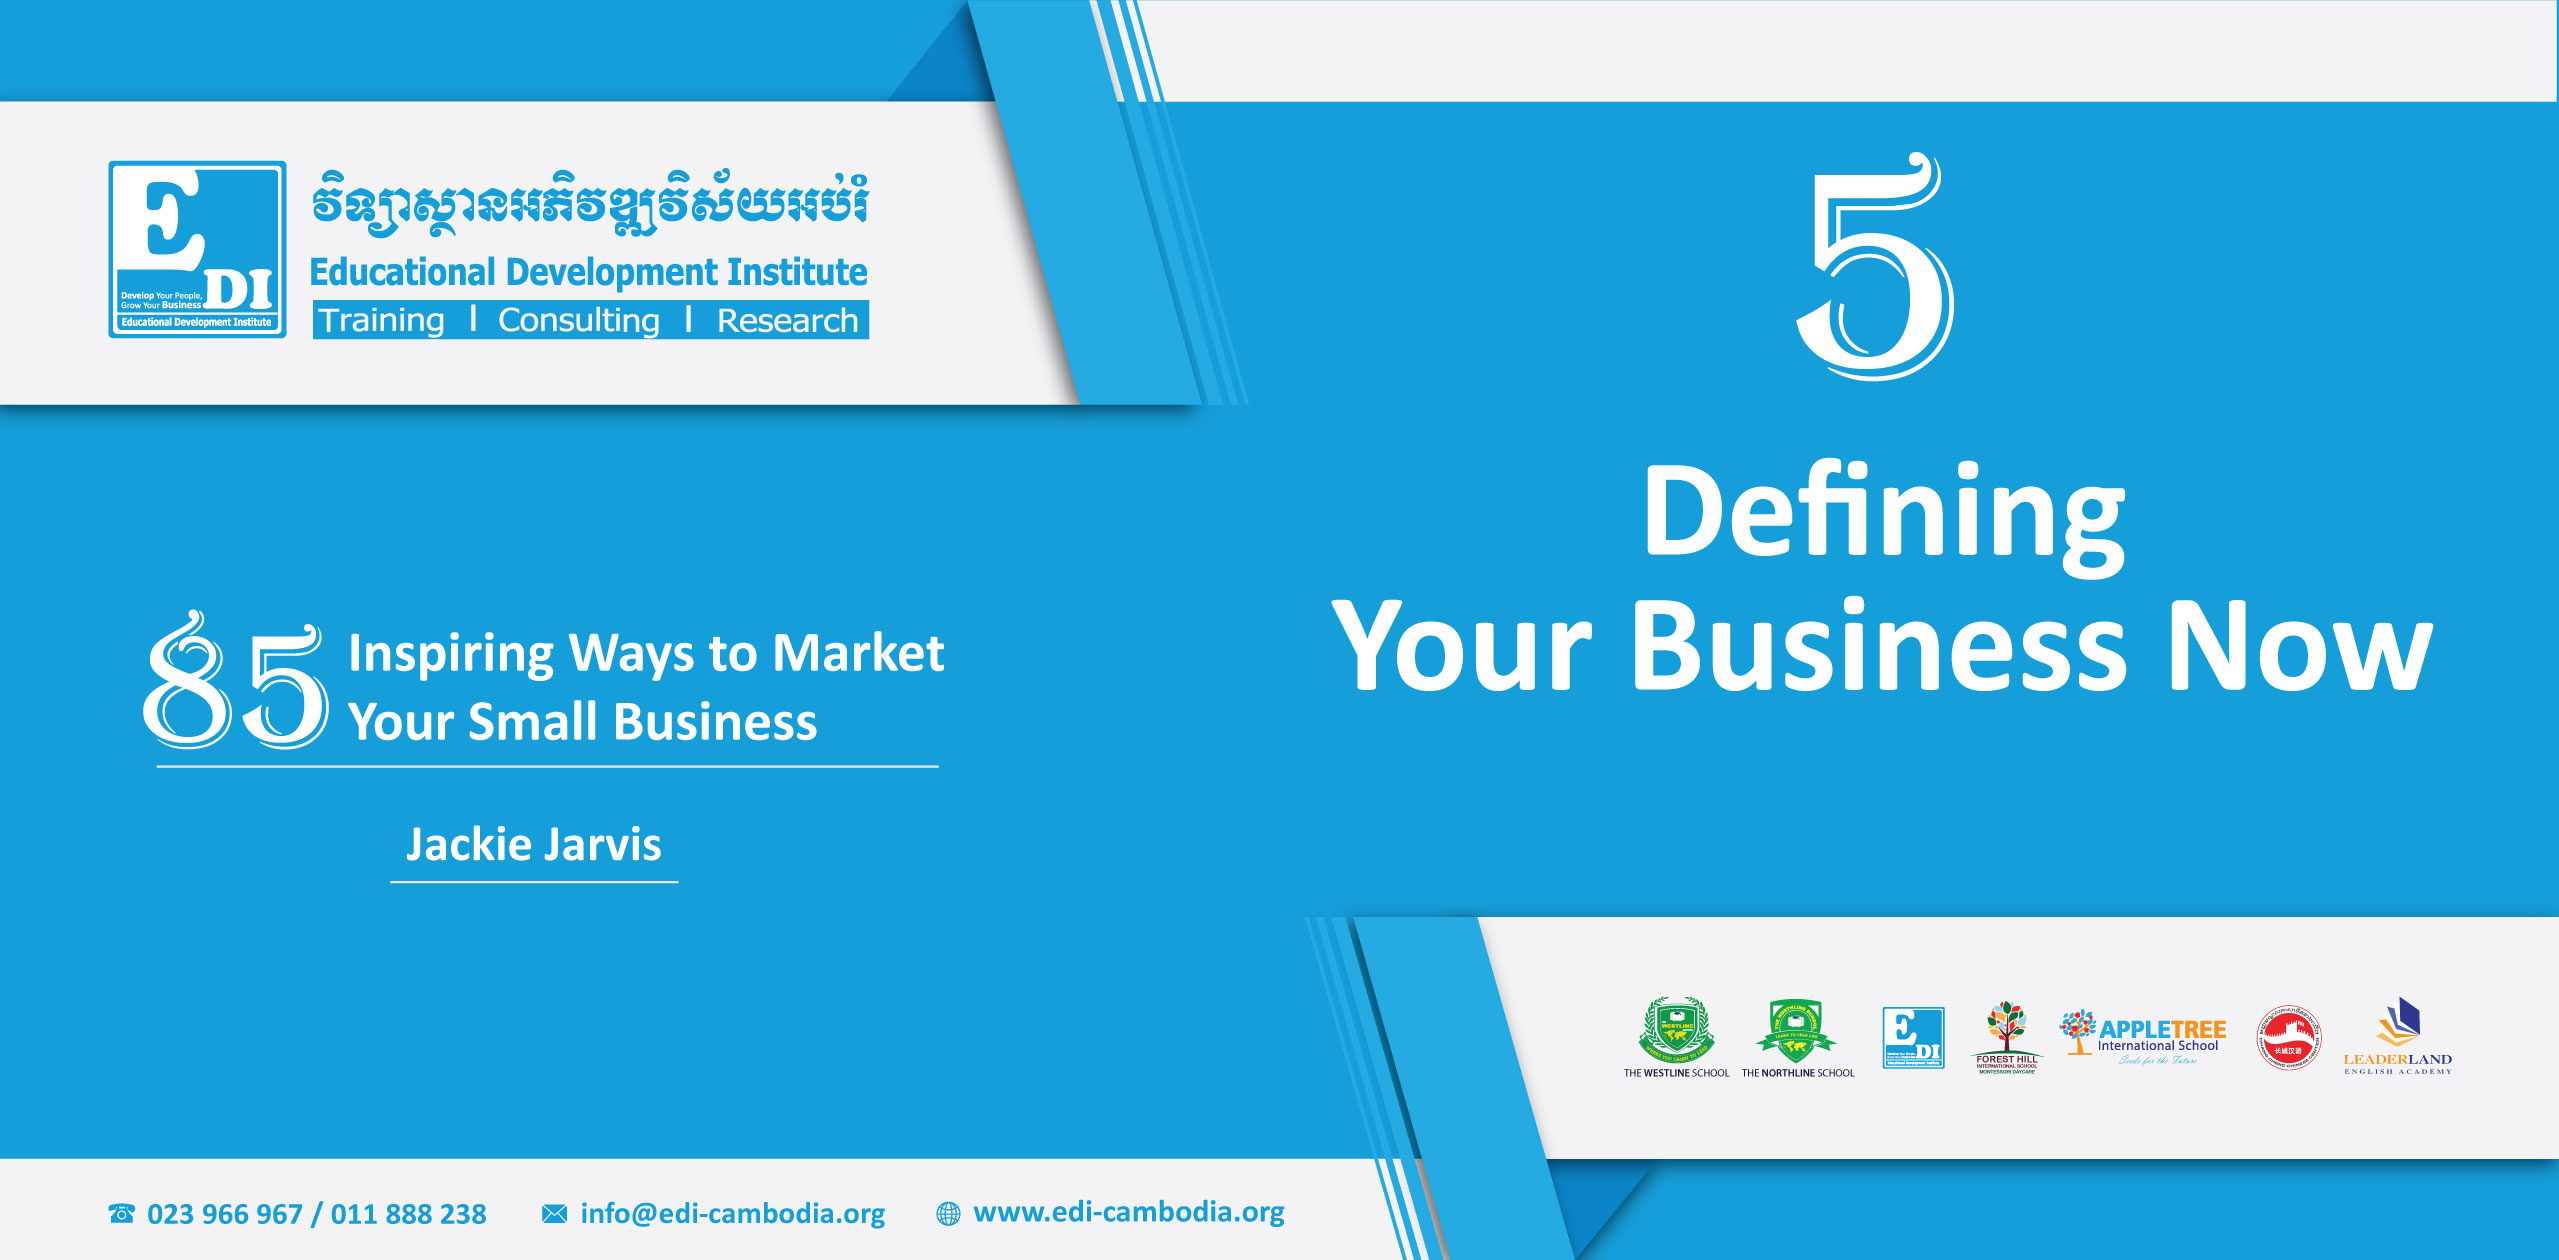 E
DI
Develop Your People,
Grow Your Business
Educational Development Institute
វិទ្យាស្ថានអភិវឌ្ឍវិស័យអប់រំ
Educational Development Institute
Training | Consulting | Research
5
Defining
Your Business Now
85 Inspiring Ways to Market
Your Small Business
Jackie Jarvis
THE WESTLINE SCHOOL
THE NORTHLINE SCHOOL
E
DI
FOREST HILL
INTERNATIONAL SCHOOL
MONTESSORI DAYCARE
APPLETREE
International School
Seeds for the Future
长城汉语
LEADERLAND
ENGLISH ACADEMY
023 966 967 / 011 888 238
info@edi-cambodia.org
www.edi-cambodia.org